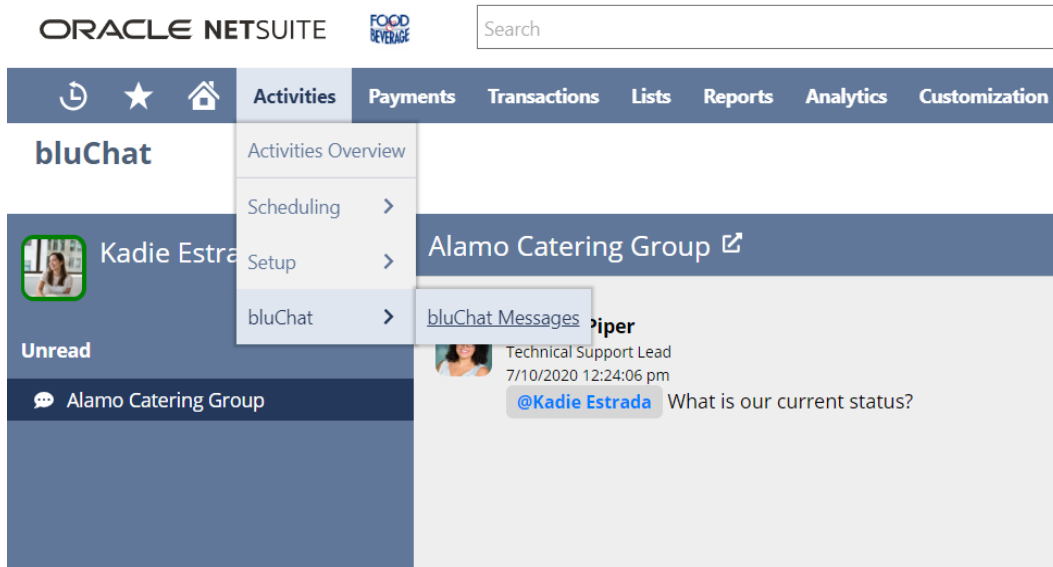 ORACLE NETSUITE
FOOD
BEVERAGE
Search
Activities Payments Transactions Lists Reports Analytics Customization
bluChat
Activities Overview
Scheduling
Setup
bluChat
bluChat Messages
Kadie Estra
Unread
Alamo Catering Group
Alamo Catering Group
Piper
Technical Support Lead
7/10/2020 12:24:06 pm
@Kadie Estrada What is our current status?